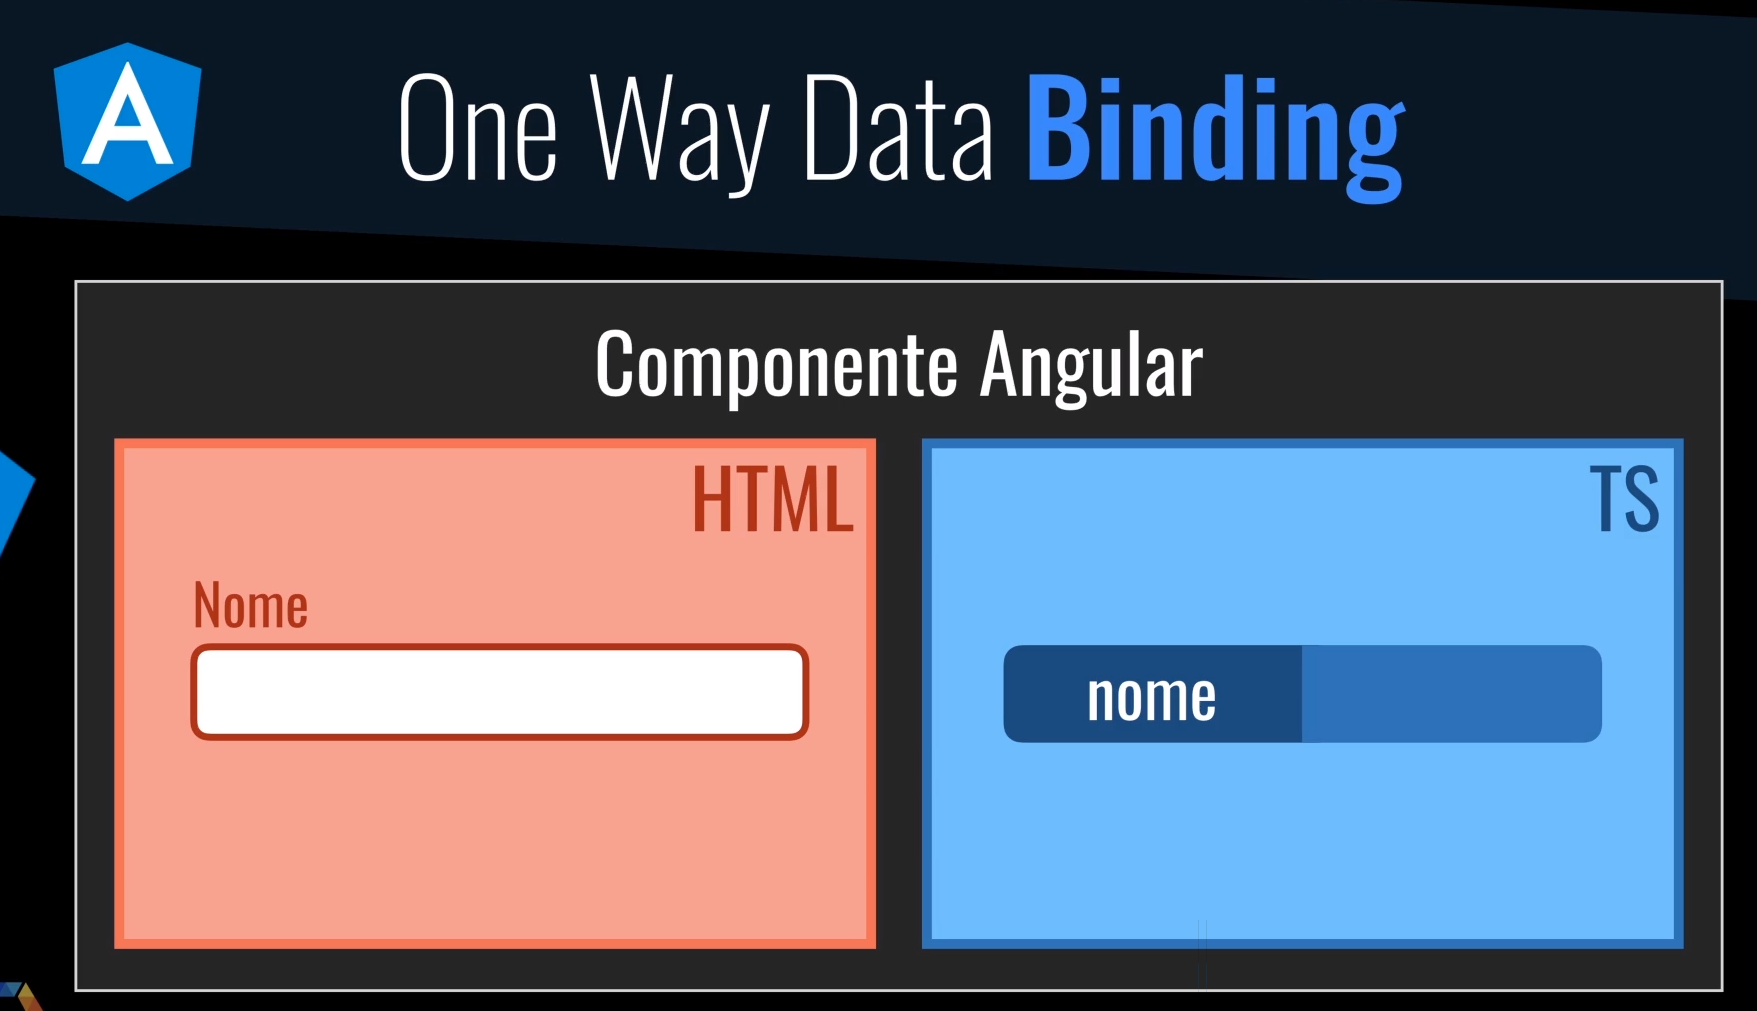 One Way Data Binding
Componente Angular
HTML
TS
Nome
nome